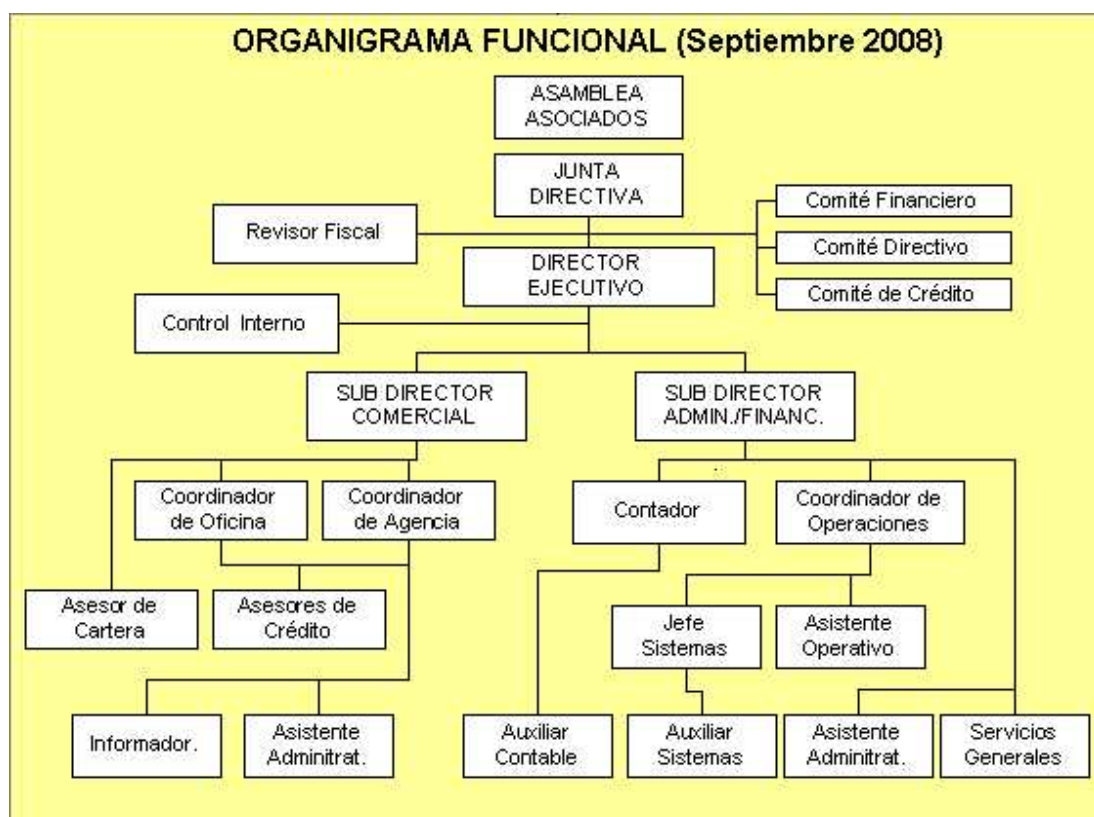 ORGANIGRAMA FUNCIONAL (Septiembre 2008)
ASAMBLEA
ASOCIADOS
JUNTA
DIRECTIVA
Revisor Fiscal
Comité Financiero
Comité Directivo
Comité de Crédito
DIRECTOR
EJECUTIVO
Control Interno
SUB DIRECTOR
COMERCIAL
SUB DIRECTOR
ADMIN./FINANC.
Coordinador
de Oficina
Coordinador
de Agencia
Contador
Coordinador de
Operaciones
Asesor de
Cartera
Asesores de
Crédito
Jefe
Sistemas
Asistente
Operativo
Informador.
Asistente
Adminitrat.
Auxiliar
Contable
Auxiliar
Sistemas
Asistente
Adminitrat.
Servicios
Generales